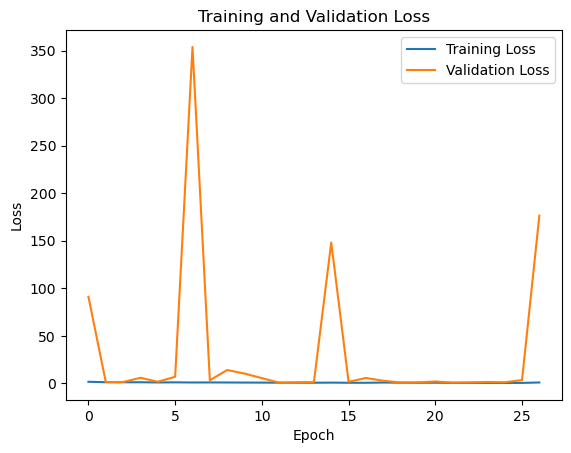 Training and Validation Loss
Training Loss
Validation Loss
350
300
250
200
150
100
50
0
Loss
0 5 10 15 20 25
Epoch